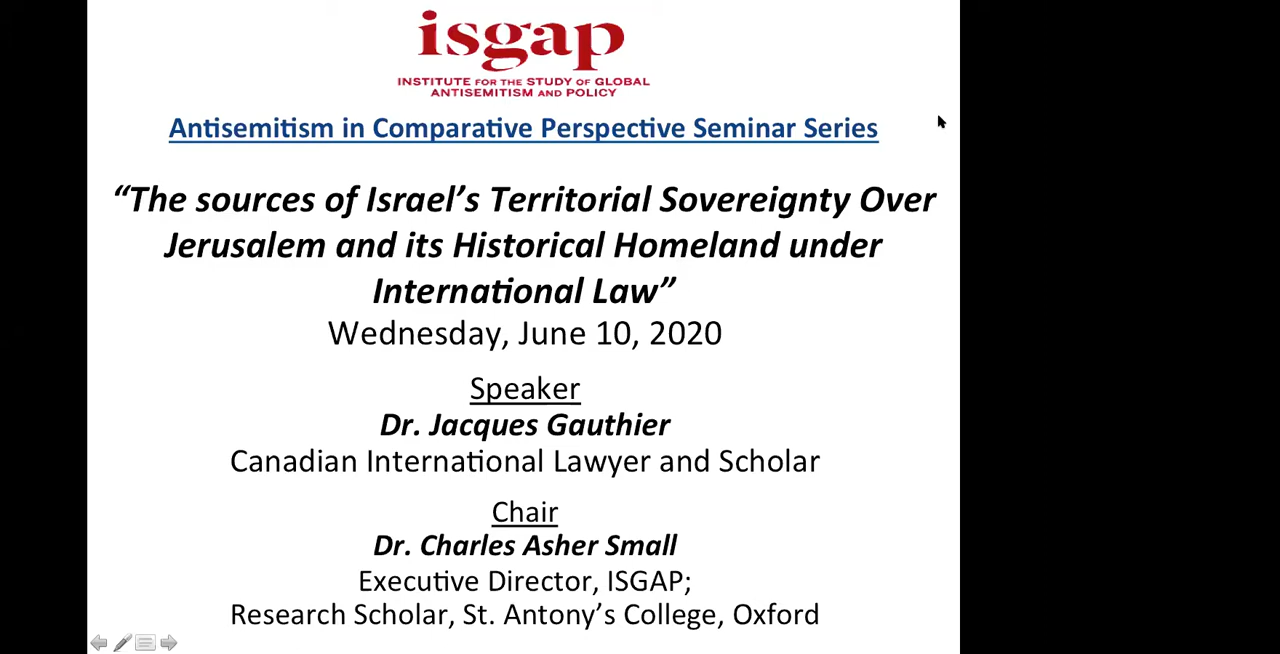 isgap
INSTITUTE FOR THE STUDY OF GLOBAL
ANTISEMITISM AND POLICY
Antisemitism in Comparative Perspective Seminar Series
“The sources of Israel’s Territorial Sovereignty Over
Jerusalem and its Historical Homeland under
International Law”
Wednesday, June 10, 2020
Speaker
Dr. Jacques Gauthier
Canadian International Lawyer and Scholar
Chair
Dr. Charles Asher Small
Executive Director, ISGAP;
Research Scholar, St. Antony’s College, Oxford